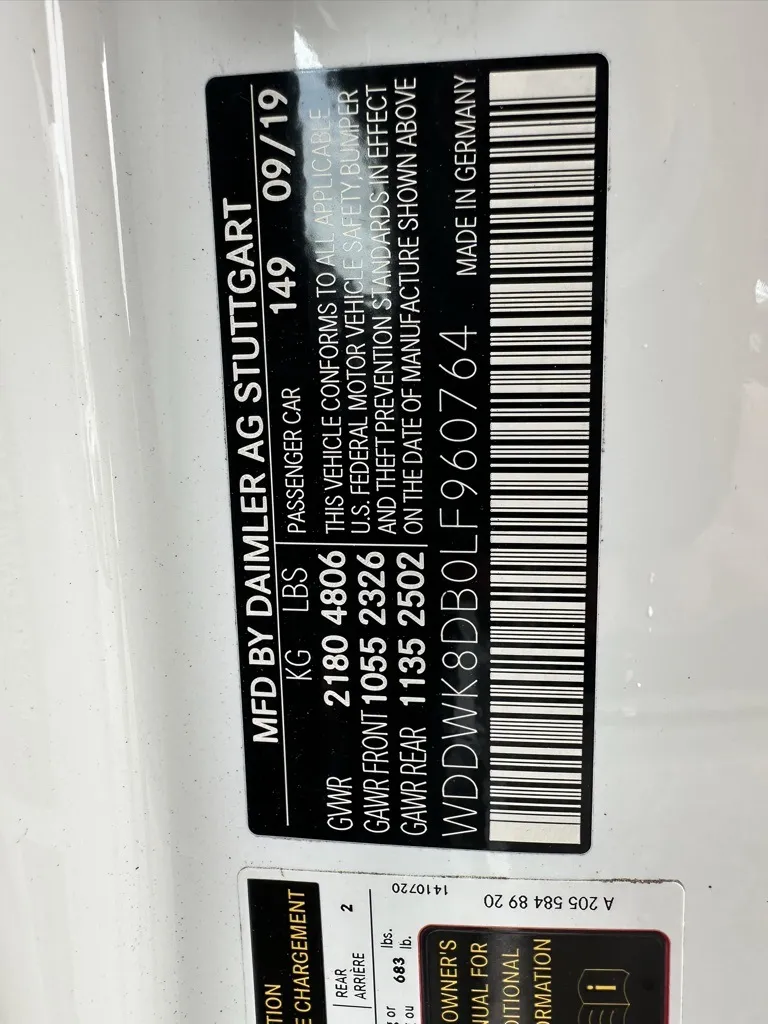 MFD BY DAIMLER AG STUTTGART
KG LBS PASSENGER CAR 149 09/19
GVWR 2180 4806
GAWR FRONT 1055 2326
GAWR REAR 1135 2502
THIS VEHICLE CONFORMS TO ALL APPLICABLE
U.S. FEDERAL MOTOR VEHICLE SAFETY, BUMPER
AND THEFT PREVENTION STANDARDS IN EFFECT
ON THE DATE OF MANUFACTURE SHOWN ABOVE
WDDWK8DB0LF960764 MADE IN GERMANY
E CHARGEMENT
REAR
ARRIÈRE
2
or lbs.
ou 683 lb.
1410720
A 205 584 89 20
OWNER'S
FOR
i